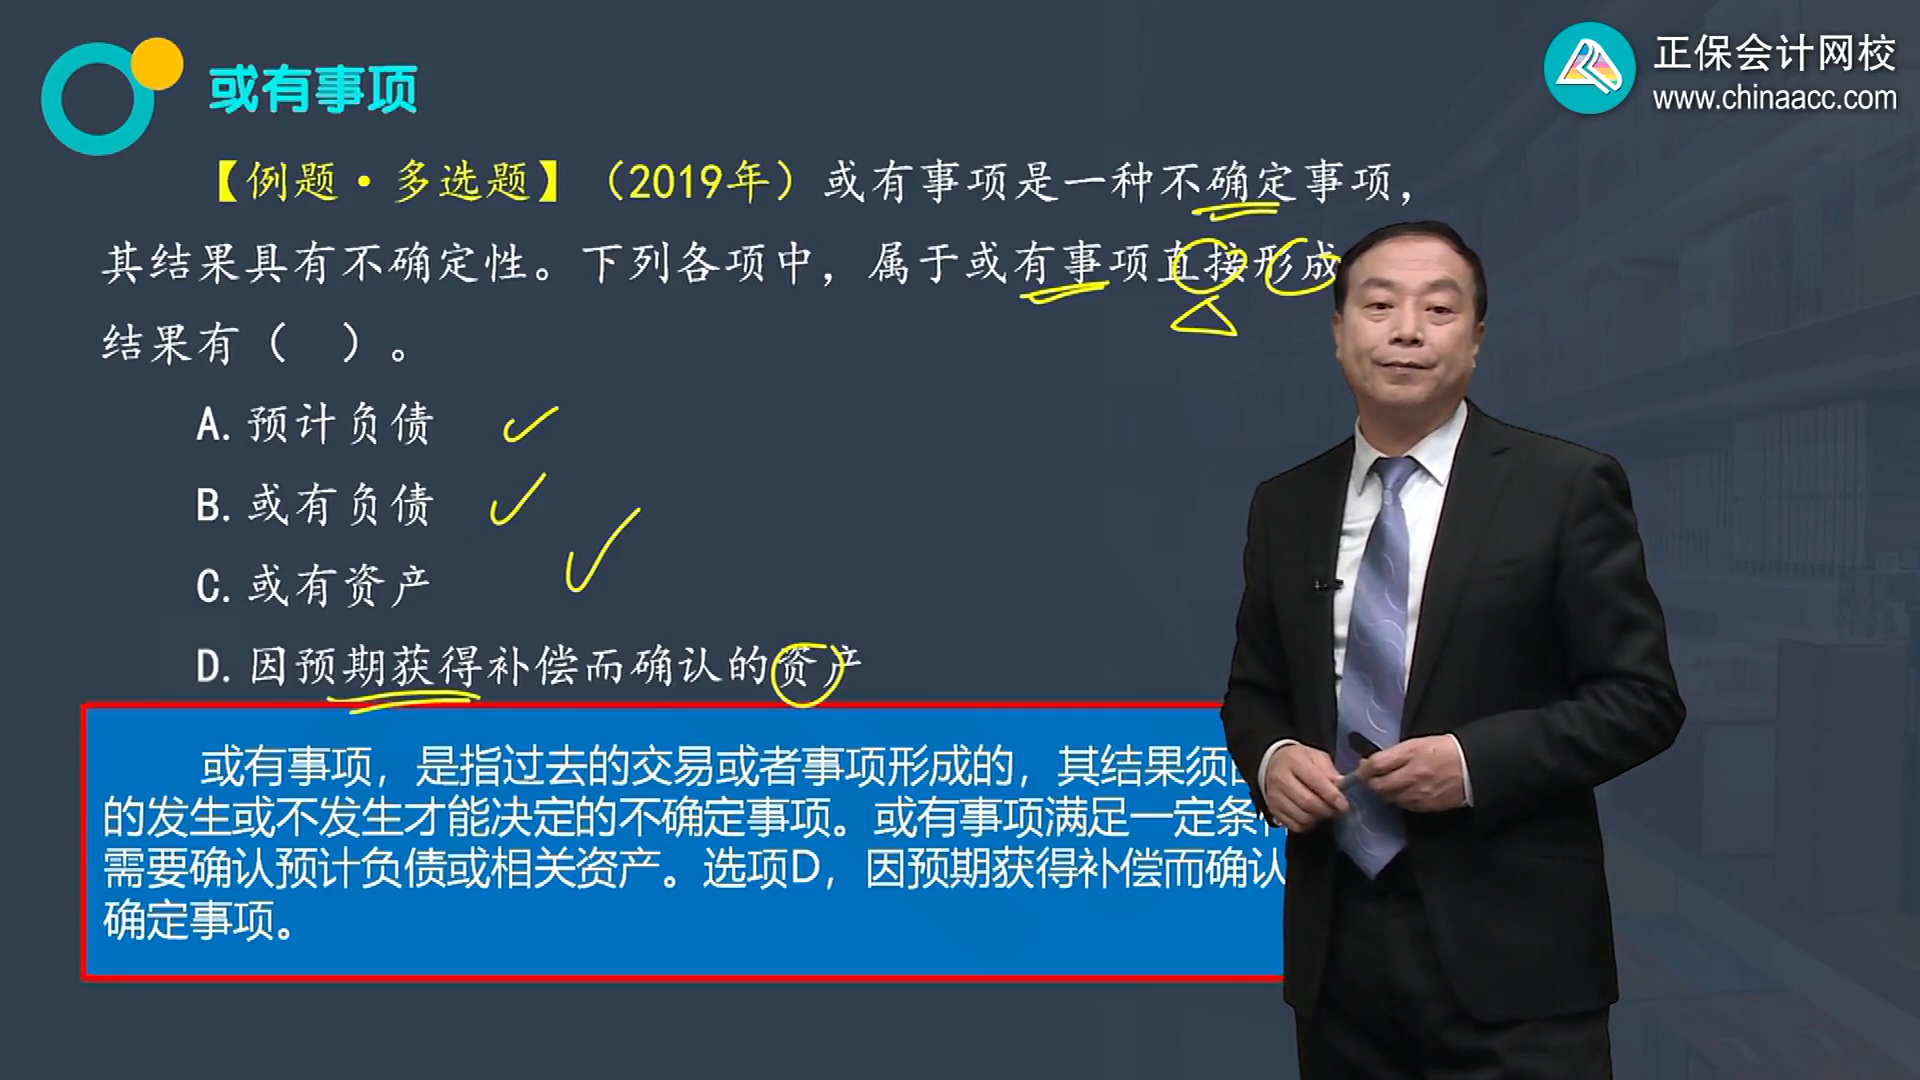 或有事项
正保会计网校
www.chinaacc.com
【例题·多选题】（2019年）或有事项是一种不确定事项，
其结果具有不确定性。下列各项中，属于或有事项直接形成
结果有（　）。
A. 预计负债
B. 或有负债
C. 或有资产
D. 因预期获得补偿而确认的资产
或有事项，是指过去的交易或者事项形成的，其结果须
的发生或不发生才能决定的不确定事项。或有事项满足一定条
需要确认预计负债或相关资产。选项D，因预期获得补偿而确认
确定事项。